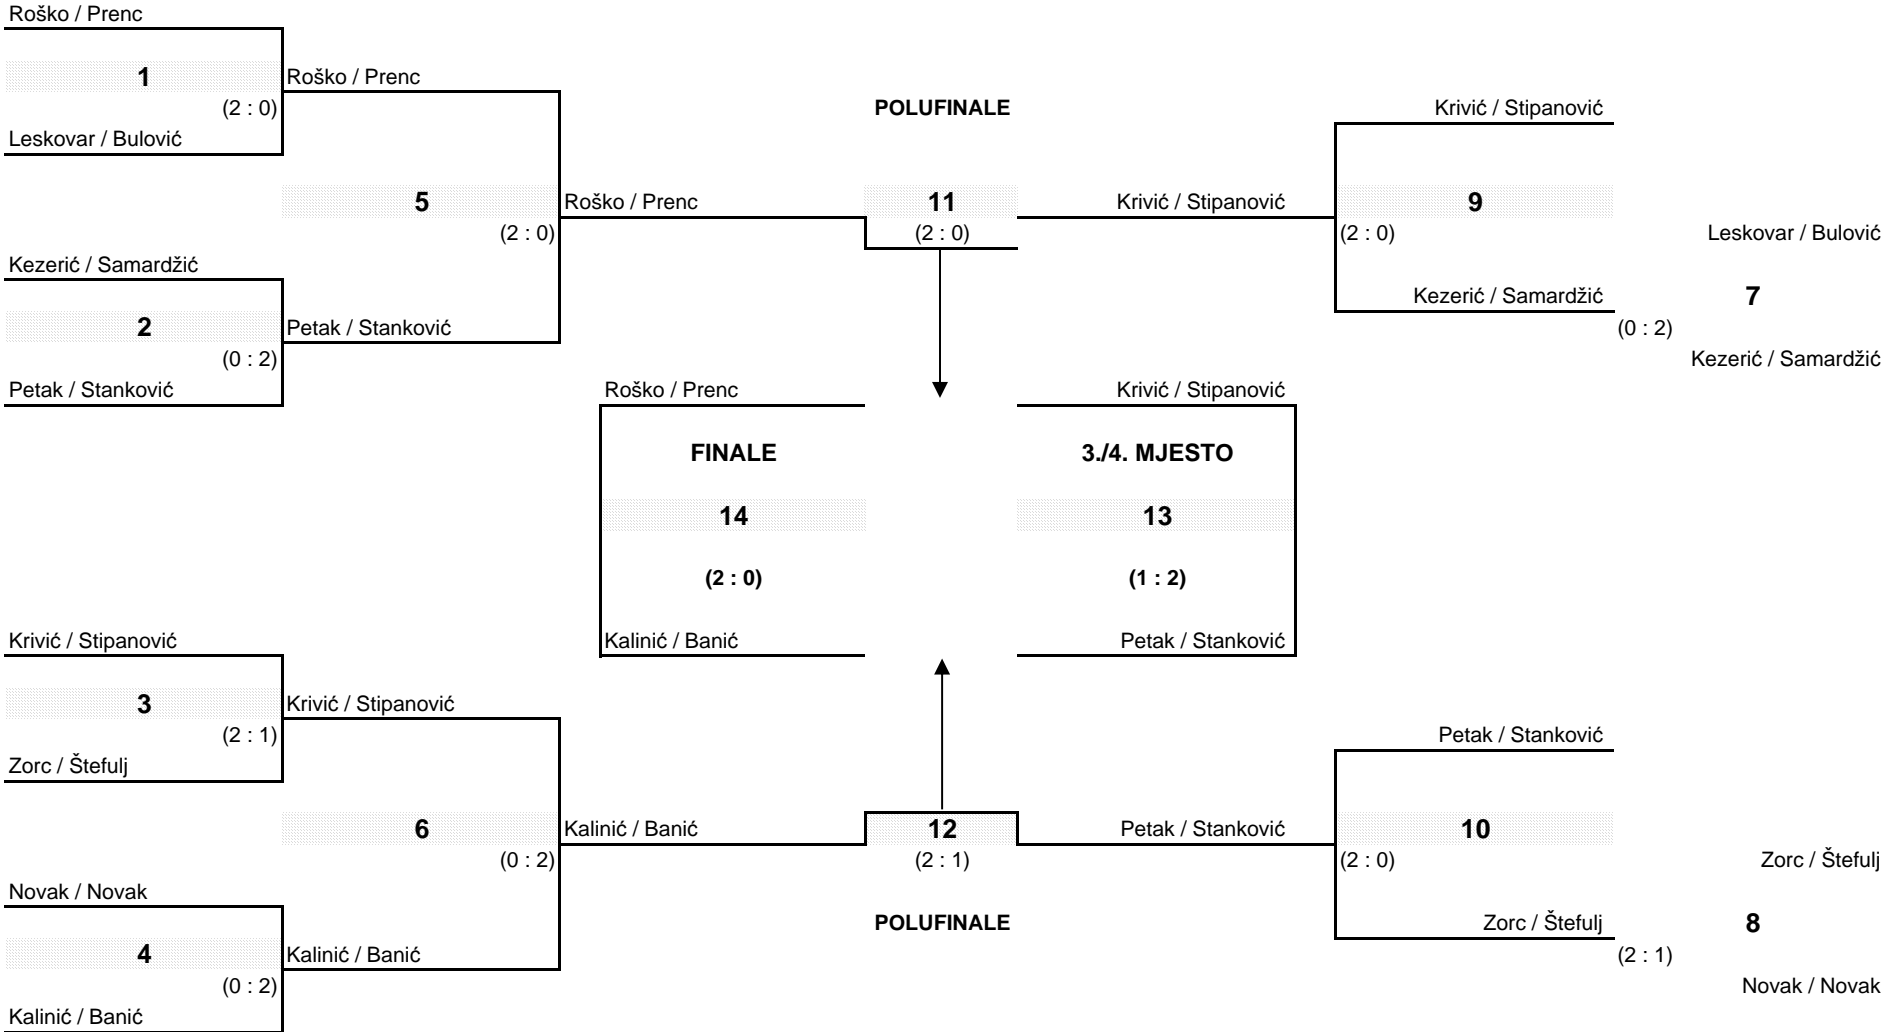 Roško / Prenc
1
Roško / Prenc
(2 : 0)
POLUFINALE
Krivić / Stipanović
Leskovar / Bulović
5
Roško / Prenc
11
Krivić / Stipanović
9
(2 : 0)
(2 : 0)
(2 : 0)
Leskovar / Bulović
Kezerić / Samardžić
Kezerić / Samardžić
7
2
Petak / Stanković
(0 : 2)
(0 : 2)
Kezerić / Samardžić
Petak / Stanković
Roško / Prenc
Krivić / Stipanović
FINALE
3./4. MJESTO
14
13
(2 : 0)
(1 : 2)
Krivić / Stipanović
Kalinić / Banić
Petak / Stanković
3
Krivić / Stipanović
(2 : 1)
Petak / Stanković
Zorc / Štefulj
6
Kalinić / Banić
12
Petak / Stanković
10
(0 : 2)
(2 : 1)
(2 : 0)
Zorc / Štefulj
Novak / Novak
POLUFINALE
Zorc / Štefulj
8
4
Kalinić / Banić
(2 : 1)
(0 : 2)
Novak / Novak
Kalinić / Banić